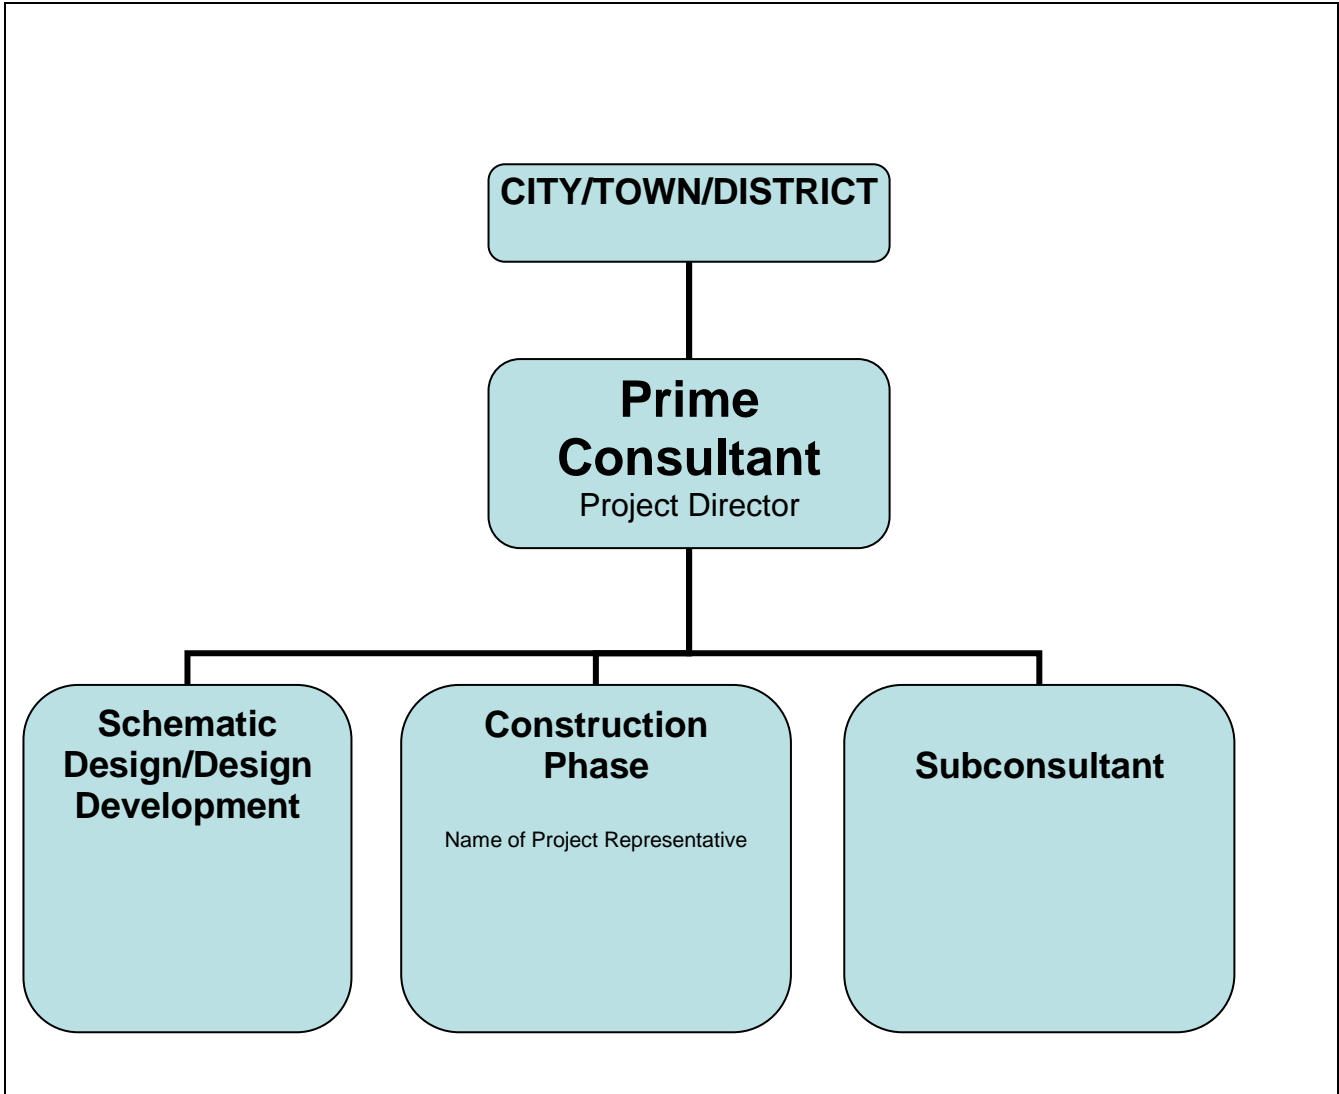 CITY/TOWN/DISTRICT
Prime
Consultant
Project Director
Schematic
Design/Design
Development
Construction
Phase
Name of Project Representative
Subconsultant